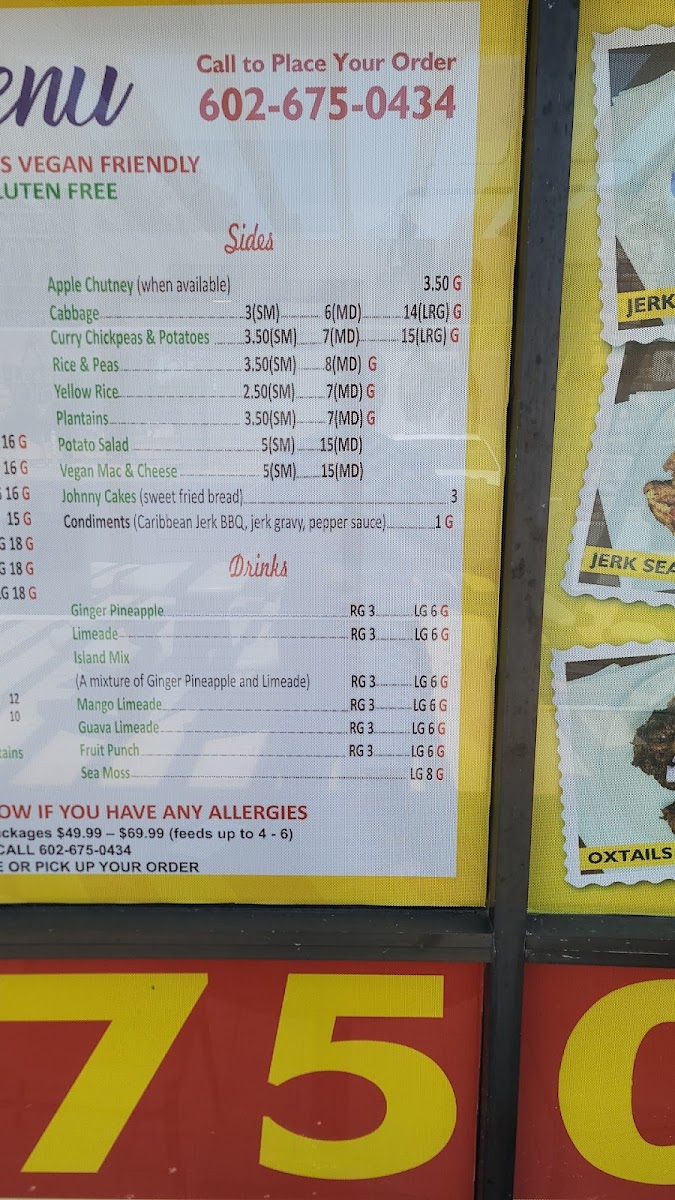 enu
Call to Place Your Order
602-675-0434
S VEGAN FRIENDLY
LUTEN FREE
Sides
Apple Chutney (when available) 3.50 G
Cabbage 3(SM) 6(MD) 14(LRG) G
Curry Chickpeas & Potatoes 3.50(SM) 7(MD) 15(LRG) G
Rice & Peas 3.50(SM) 8(MD) G
Yellow Rice 2.50(SM) 7(MD) G
Plantains 3.50(SM) 7(MD) G
16 G Potato Salad 5(SM) 15(MD)
16 G Vegan Mac & Cheese 5(SM) 15(MD)
16 G Johnny Cakes (sweet fried bread) 3
15 G Condiments (Caribbean Jerk BBQ, jerk gravy, pepper sauce) 1 G
G 18 G
G 18 G
LG 18 G
Drinks
Ginger Pineapple RG 3 LG 6 G
Limeade RG 3 LG 6 G
Island Mix
(A mixture of Ginger Pineapple and Limeade) RG 3 LG 6 G
12 Mango Limeade RG 3 LG 6 G
10 Guava Limeade RG 3 LG 6 G
tains Fruit Punch RG 3 LG 6 G
Sea Moss LG 8 G
OW IF YOU HAVE ANY ALLERGIES
ackages $49.99 – $69.99 (feeds up to 4 - 6)
CALL 602-675-0434
E OR PICK UP YOUR ORDER
JERK
JERK SEA
OXTAILS
750